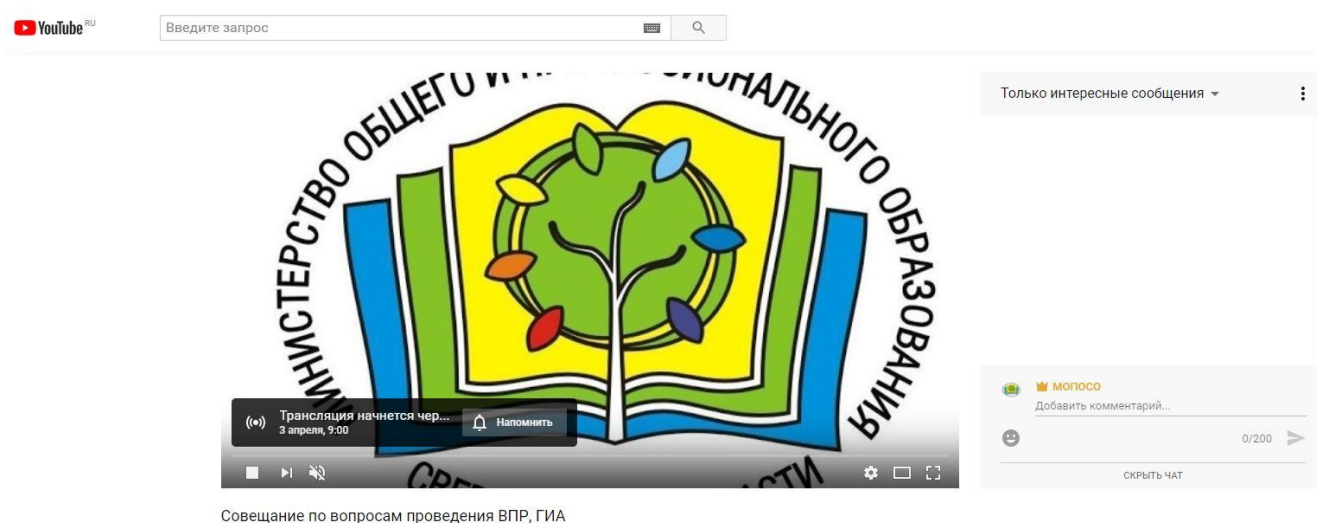 YouTube RU
Введите запрос
МИНИСТЕРСТВО ОБЩЕГО И ОБРАЗОВАНИЯ
Трансляция начнется чер...
3 апреля, 9:00
Напомнить
Только интересные сообщения
МОПОСО
Добавить комментарий...
0/200
СКРЫТЬ ЧАТ
Совещание по вопросам проведения ВПР, ГИА